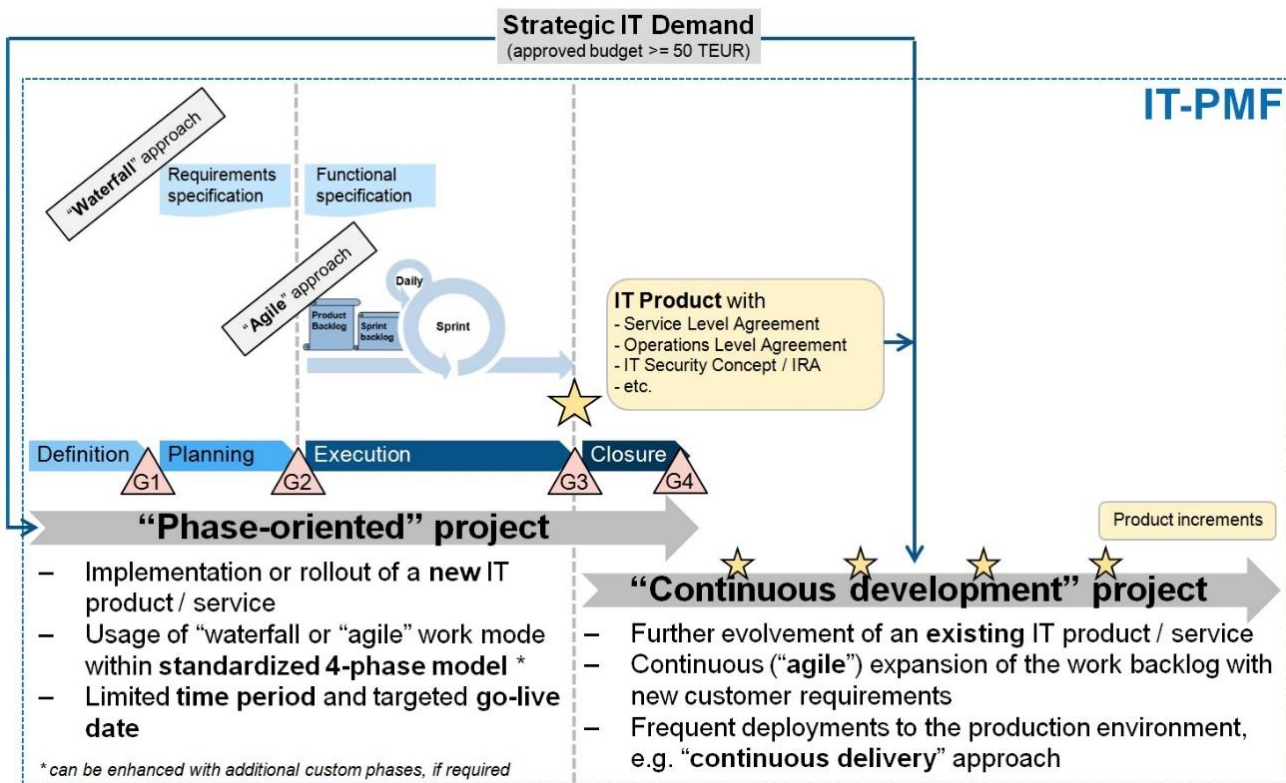 Strategic IT Demand
(approved budget >= 50 TEUR)
IT-PMF
"Waterfall" approach
Requirements
specification
Functional
specification
"Agile" approach
Product
Backlog
Sprint
backlog
Daily
Sprint
IT Product with
- Service Level Agreement
- Operations Level Agreement
- IT Security Concept / IRA
- etc.
Definition
G1
Planning
G2
Execution
G3
Closure
G4
“Phase-oriented” project
– Implementation or rollout of a new IT
product / service
– Usage of “waterfall or “agile” work mode
within standardized 4-phase model *
– Limited time period and targeted go-live
date
* can be enhanced with additional custom phases, if required
Product increments
“Continuous development” project
– Further evolvement of an existing IT product / service
– Continuous (“agile”) expansion of the work backlog with
new customer requirements
– Frequent deployments to the production environment,
e.g. “continuous delivery” approach